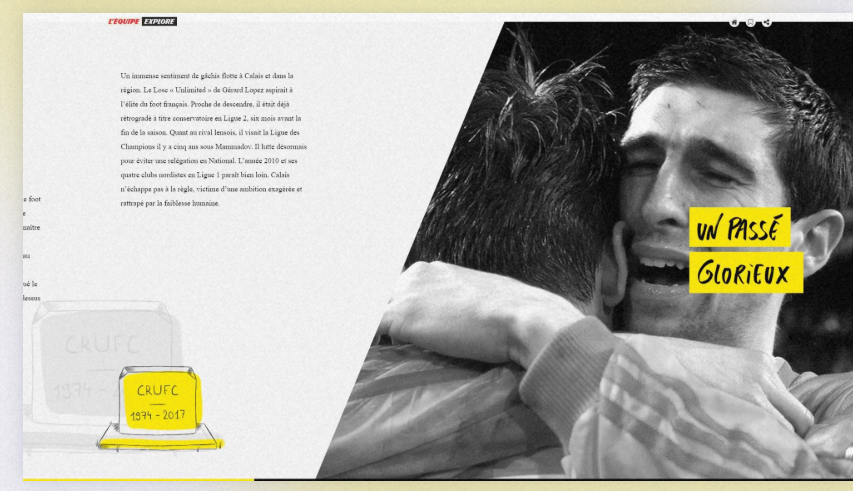 L'ÉQUIPE EXPLORE
Un immense sentiment de gâchis flotte à Calais et dans la
région. Le Losc « Unlimited » de Gérard Lopez aspirait à
l'élite du foot français. Proche de descendre, il était déjà
rétrogradé à titre conservatoire en Ligue 2, six mois avant la
fin de la saison. Quant au rival lensois, il visait la Ligue des
Champions il y a cinq ans sous Mammadov. Il lutte désormais
pour éviter une relégation en National. L'année 2010 et ses
quatre clubs nordistes en Ligue 1 paraît bien loin. Calais
n'échappe pas à la règle, victime d'une ambition exagérée et
rattrapé par la faiblesse humaine.
foot
CRUFC
1974 -
CRUFC
1974 - 2017
UN PASSÉ
GLORIEUX